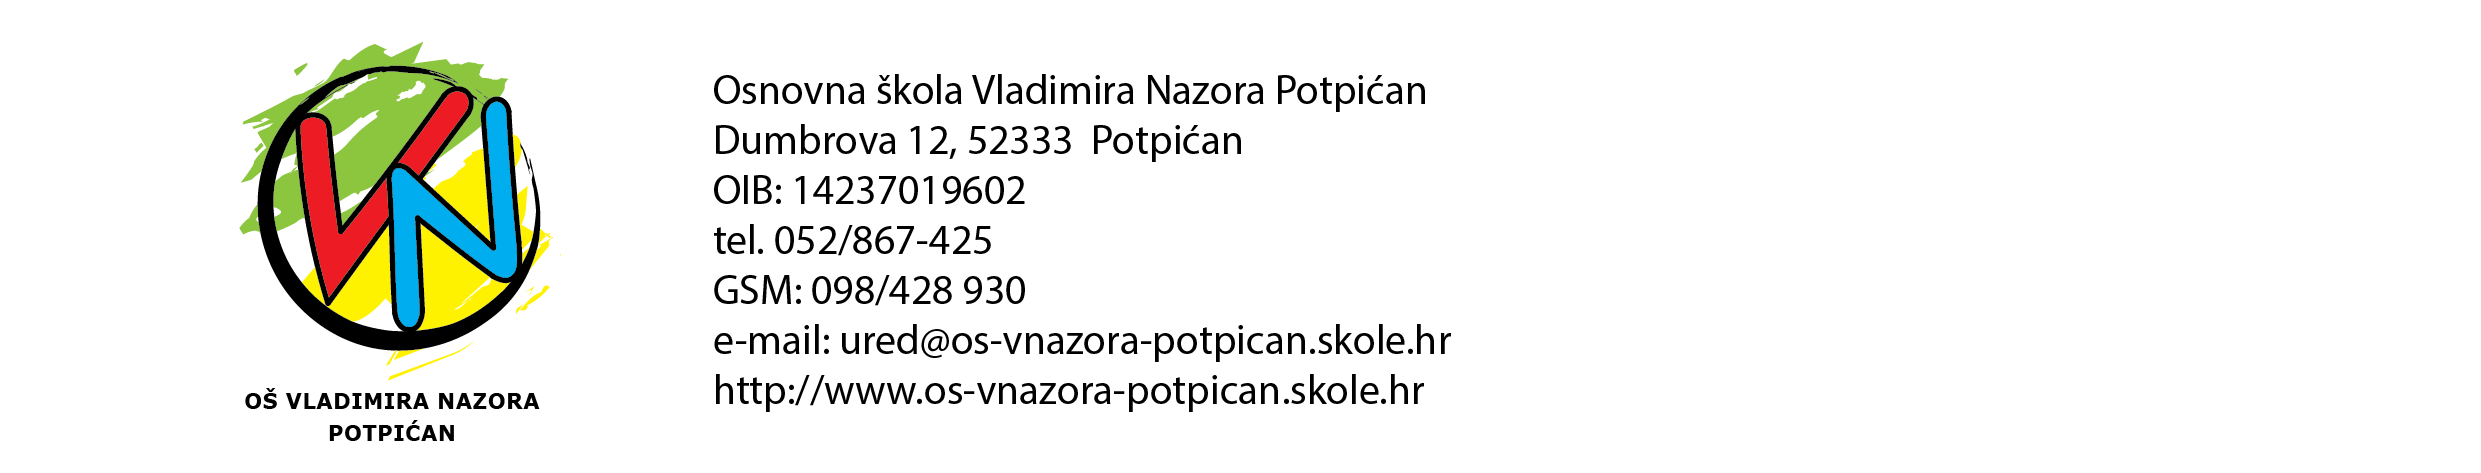 VN
OŠ VLADIMIRA NAZORA
POTPIĆAN
Osnovna škola Vladimira Nazora Potpićan
Dumbrova 12, 52333  Potpićan
OIB: 14237019602
tel. 052/867-425
GSM: 098/428 930
e-mail: ured@os-vnazora-potpican.skole.hr
http://www.os-vnazora-potpican.skole.hr